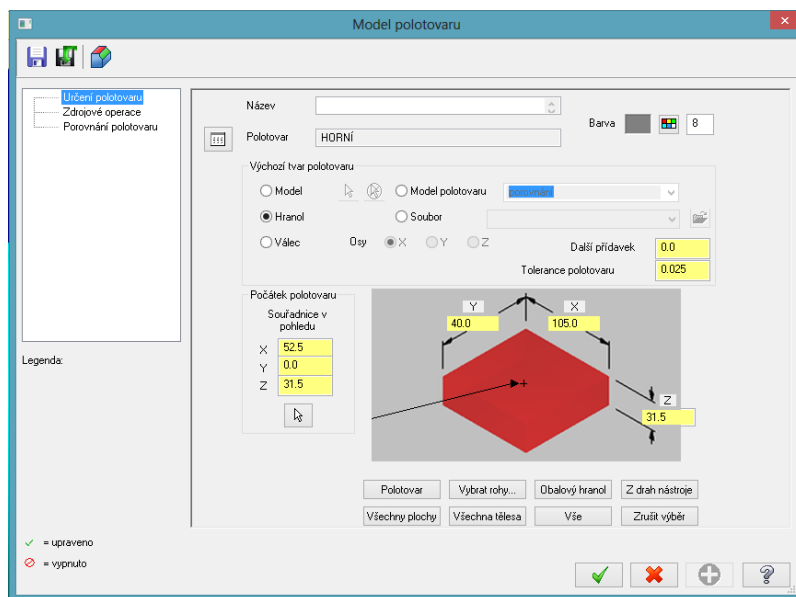 Model polotovaru
Určení polotovaru
Zdrojové operace
Porovnání polotovaru
Název
Barva 8
Polotovar HORNÍ
Výchozí tvar polotovaru
Model Model polotovaru porovnání
Hranol Soubor
Válec Osy X Y Z Další přídavek 0.0
Tolerance polotovaru 0.025
Počátek polotovaru
Souřadnice v
pohledu
X 52.5
Y 0.0
Z 31.5
Y X
40.0 105.0
Z
31.5
Legenda:
Polotovar Vybrat rohy... Obalový hranol Z drah nástroje
Všechny plochy Všechna tělesa Vše Zrušit výběr
= upraveno
= vypnuto